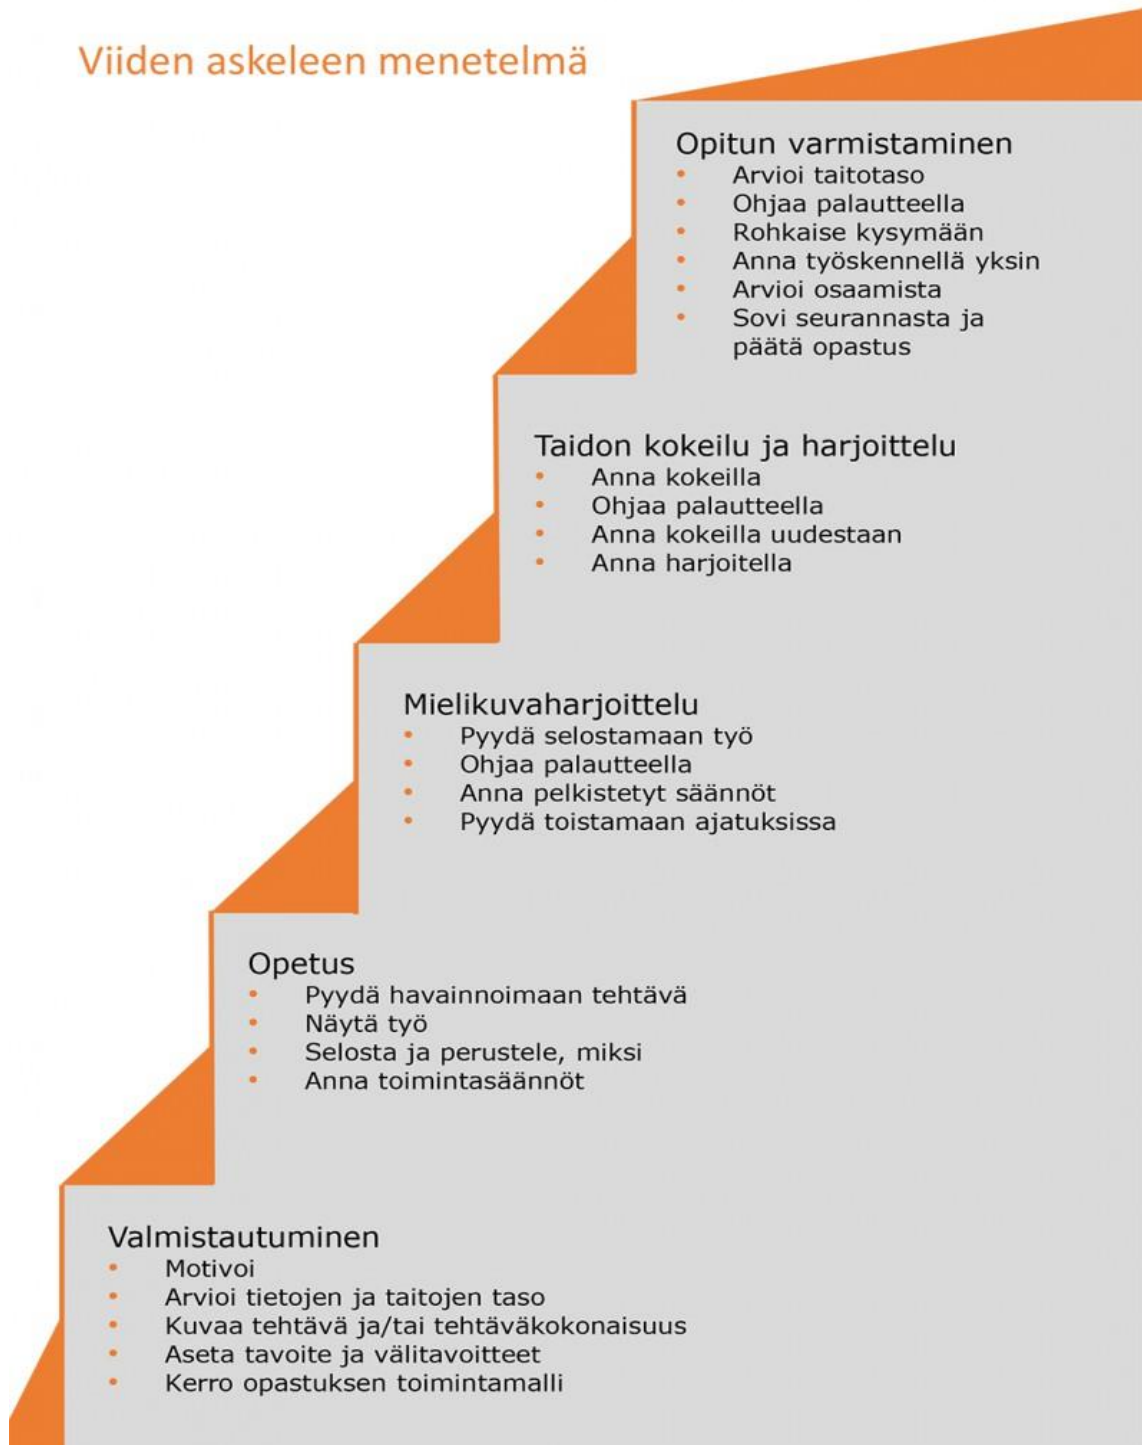 Viiden askeleen menetelmä
Opitun varmistaminen
• Arvioi taitotaso
• Ohjaa palautteella
• Rohkaise kysymään
• Anna työskennellä yksin
• Arvioi osaamista
• Sovi seurannasta ja
päätä opastus
Taidon kokeilu ja harjoittelu
• Anna kokeilla
• Ohjaa palautteella
• Anna kokeilla uudestaan
• Anna harjoitella
Mielikuvaharjoittelu
• Pyydä selostamaan työ
• Ohjaa palautteella
• Anna pelkistetyt säännöt
• Pyydä toistamaan ajatuksissa
Opetus
• Pyydä havainnoimaan tehtävä
• Näytä työ
• Selosta ja perustele, miksi
• Anna toimintasäännöt
Valmistautuminen
• Motivoi
• Arvioi tietojen ja taitojen taso
• Kuvaa tehtävä ja/tai tehtäväkokonaisuus
• Aseta tavoite ja välitavoitteet
• Kerro opastuksen toimintamalli